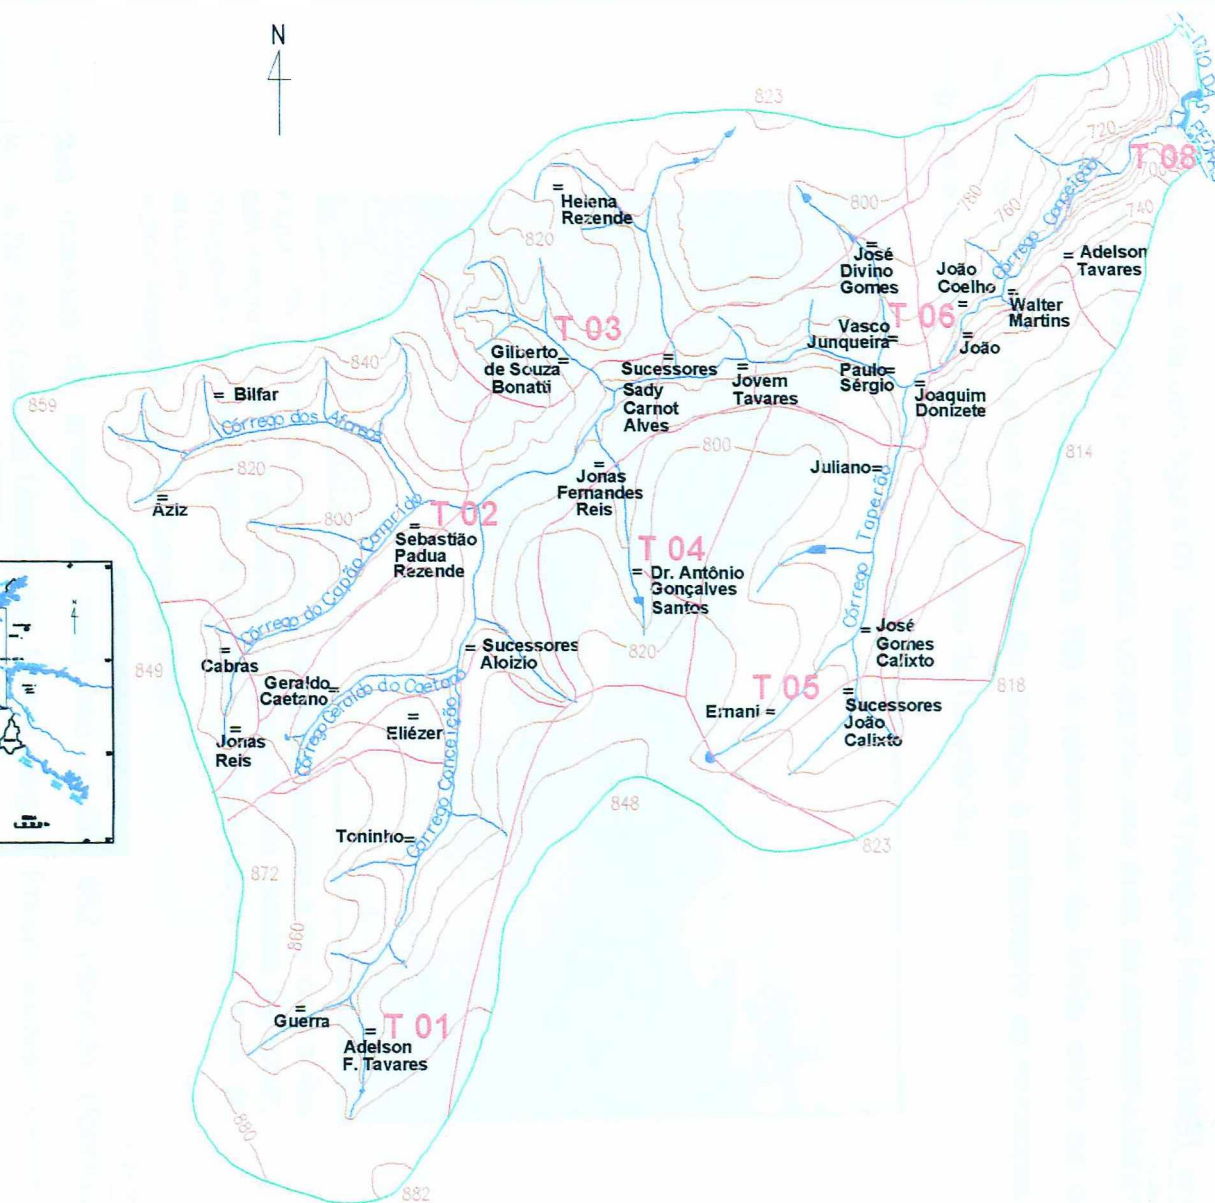 N
823
RIO DAS PEDRAS
720
T 08
700
Helena
Rezende
800
780
760
740
Córrego Conceição
820
José
Divino
Gomes
João
Coelho
Adelson
Tavares
Walter
Martins
T 03
T 06
Vasco
Junqueira
João
Gilberto
de Souza
Bonatti
840
Sucessores
Sady
Carnot
Alves
Jovem
Tavares
Paulo
Sérgio
Joaquim
Donizete
859
Bilfar
Córrego dos Afonsos
814
800
820
Juliano
Jonas
Fernandes
Reis
Aziz
800
T 02
Sebastião
Padua
Rezende
Córrego do Capão Comprido
Córrego Taperão
T 04
Dr. Antônio
Gonçalves
Santos
José
Gomes
Calixto
Sucessores
Aloizio
820
849
Cabras
Geraldo
Caetano
Córrego Geraldo do Caetano
T 05
818
Ernani
Sucessores
João
Calixto
Eliézer
Jonas
Reis
Córrego Conceição
848
Toninho
823
872
860
Guerra
T 01
Adelson
F. Tavares
880
882